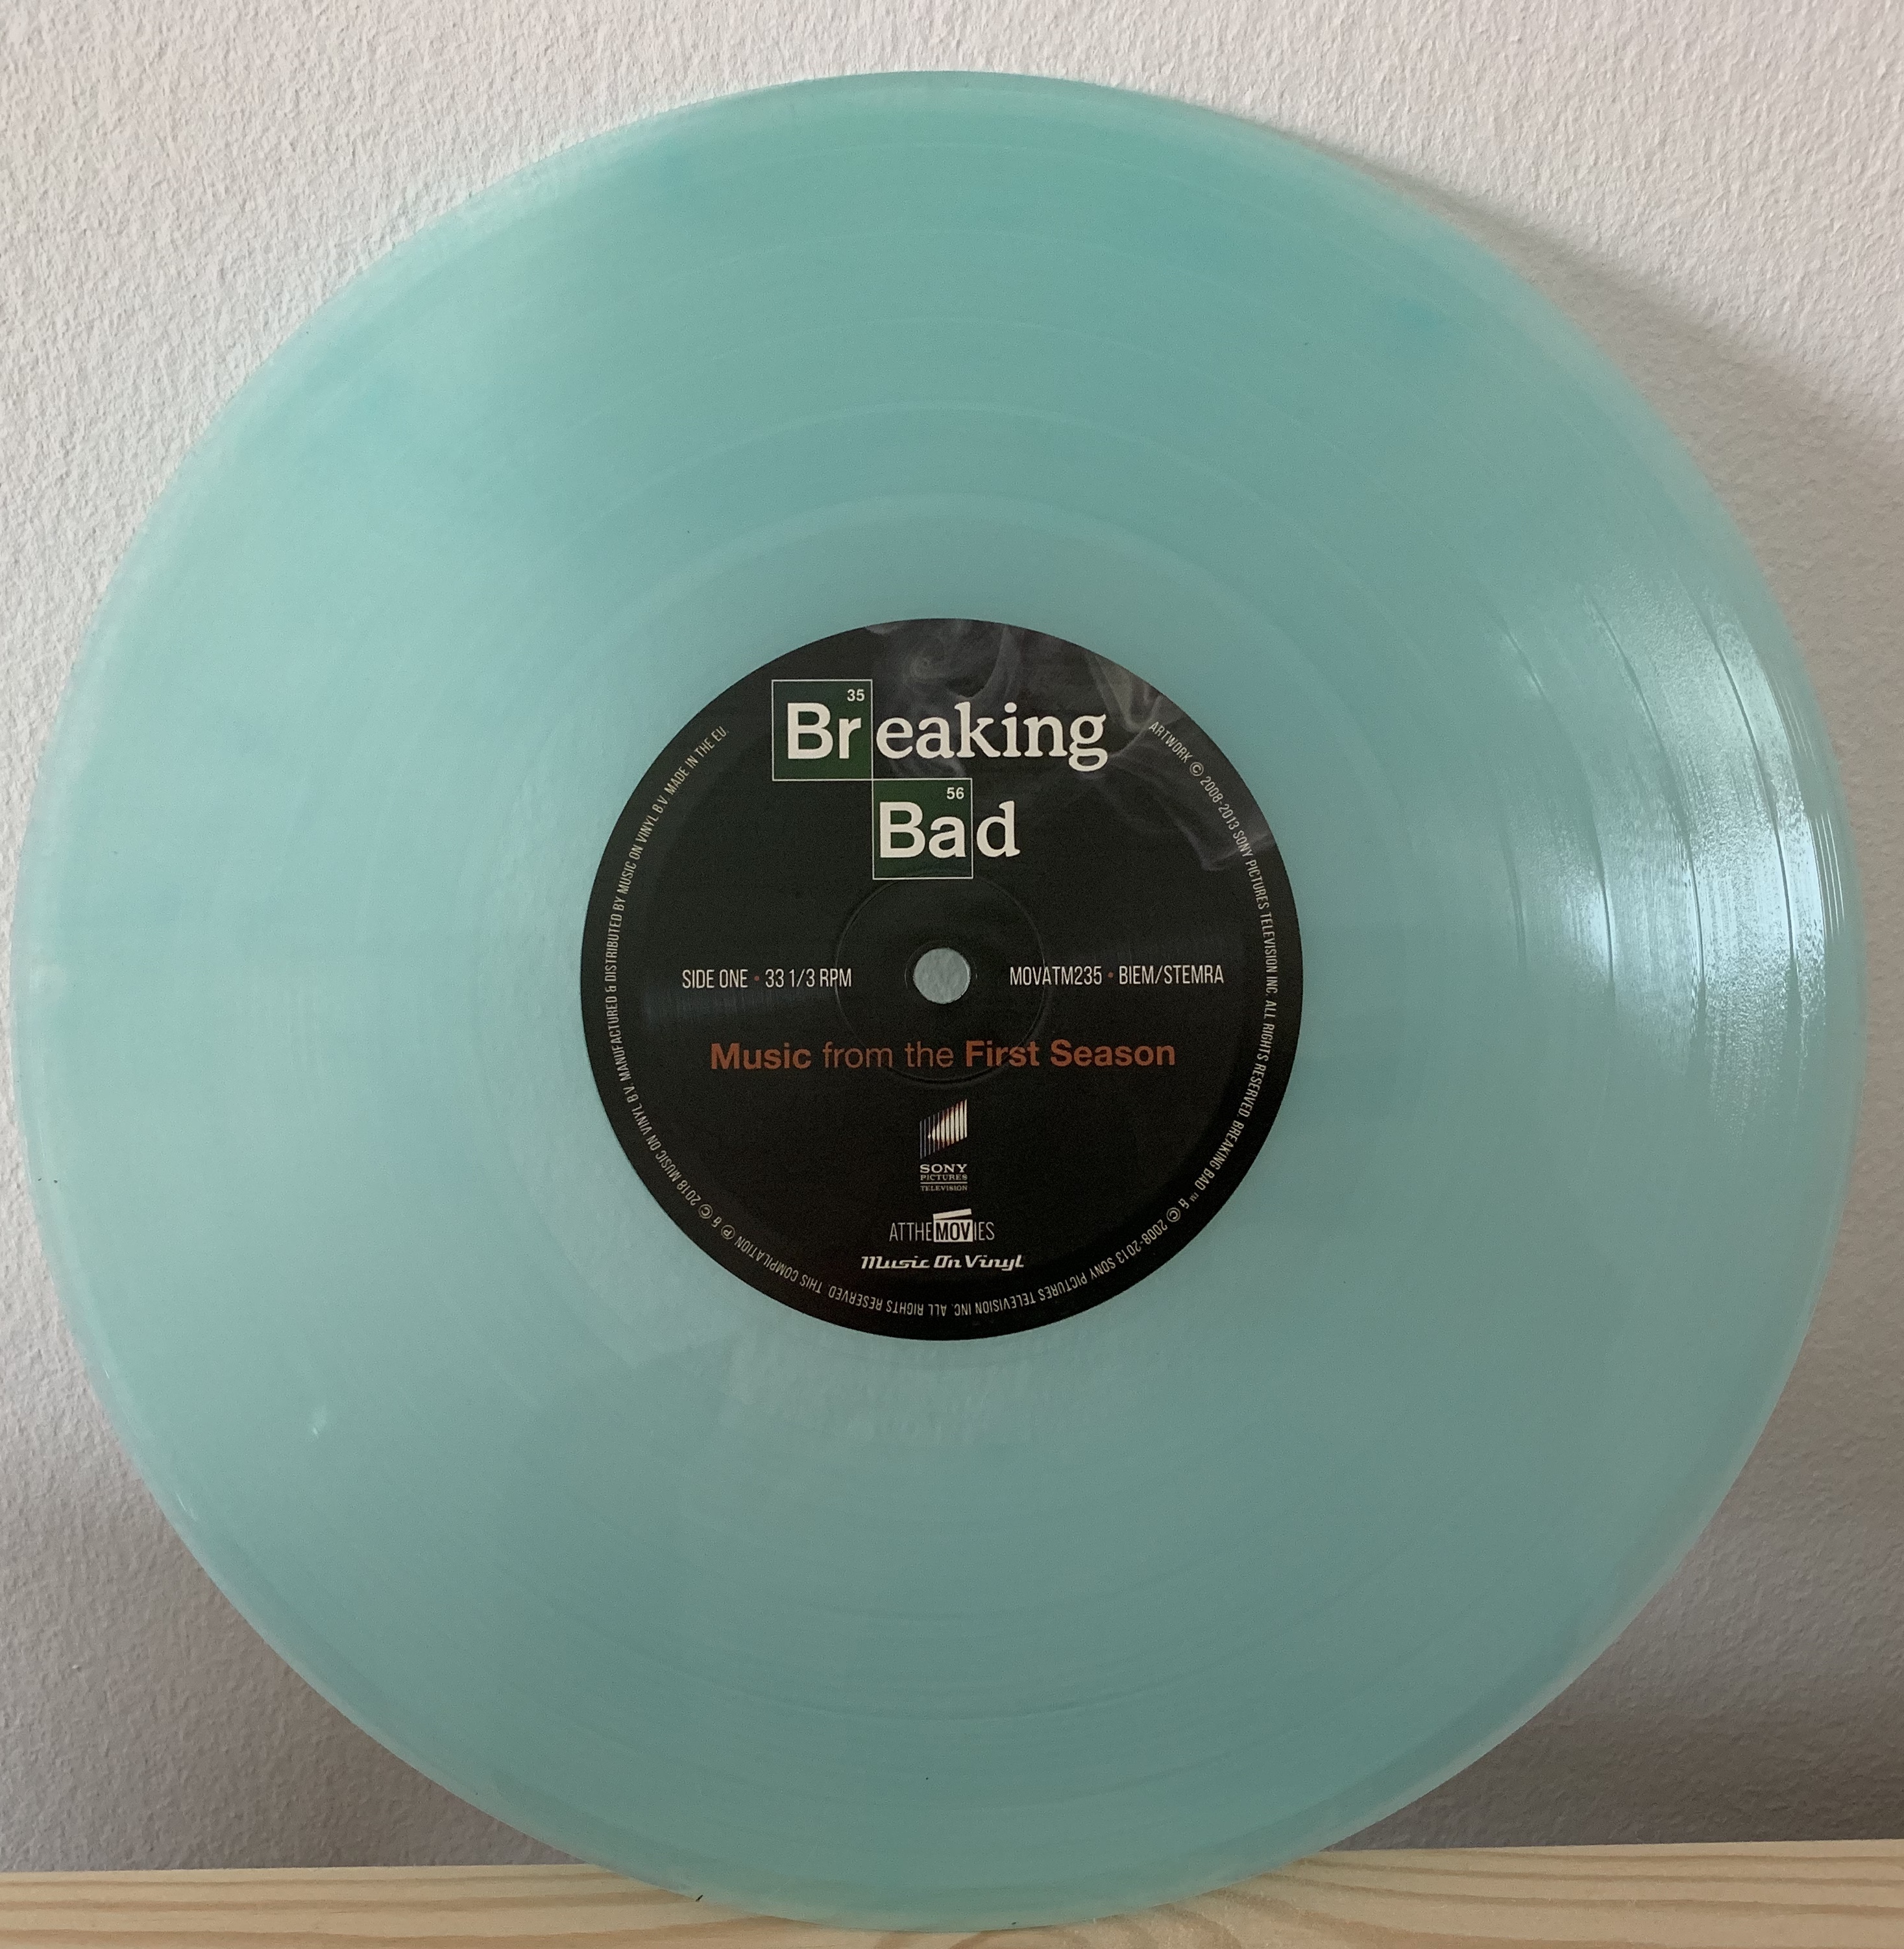 35
Breaking
56
Bad
SIDE ONE • 33 1/3 RPM
MOVATM235 • BIEM/STEMRA
Music from the First Season
SONY
PICTURES
TELEVISION
ATTHEMOVIES
Music On Vinyl
ARTWORK © 2008-2013 SONY PICTURES TELEVISION INC. ALL RIGHTS RESERVED. BREAKING BAD ™ & © 2008-2013 SONY PICTURES TELEVISION INC. ALL RIGHTS RESERVED. THIS COMPILATION ℗ & © 2018 MUSIC ON VINYL B.V. MANUFACTURED & DISTRIBUTED BY MUSIC ON VINYL B.V. MADE IN THE EU.